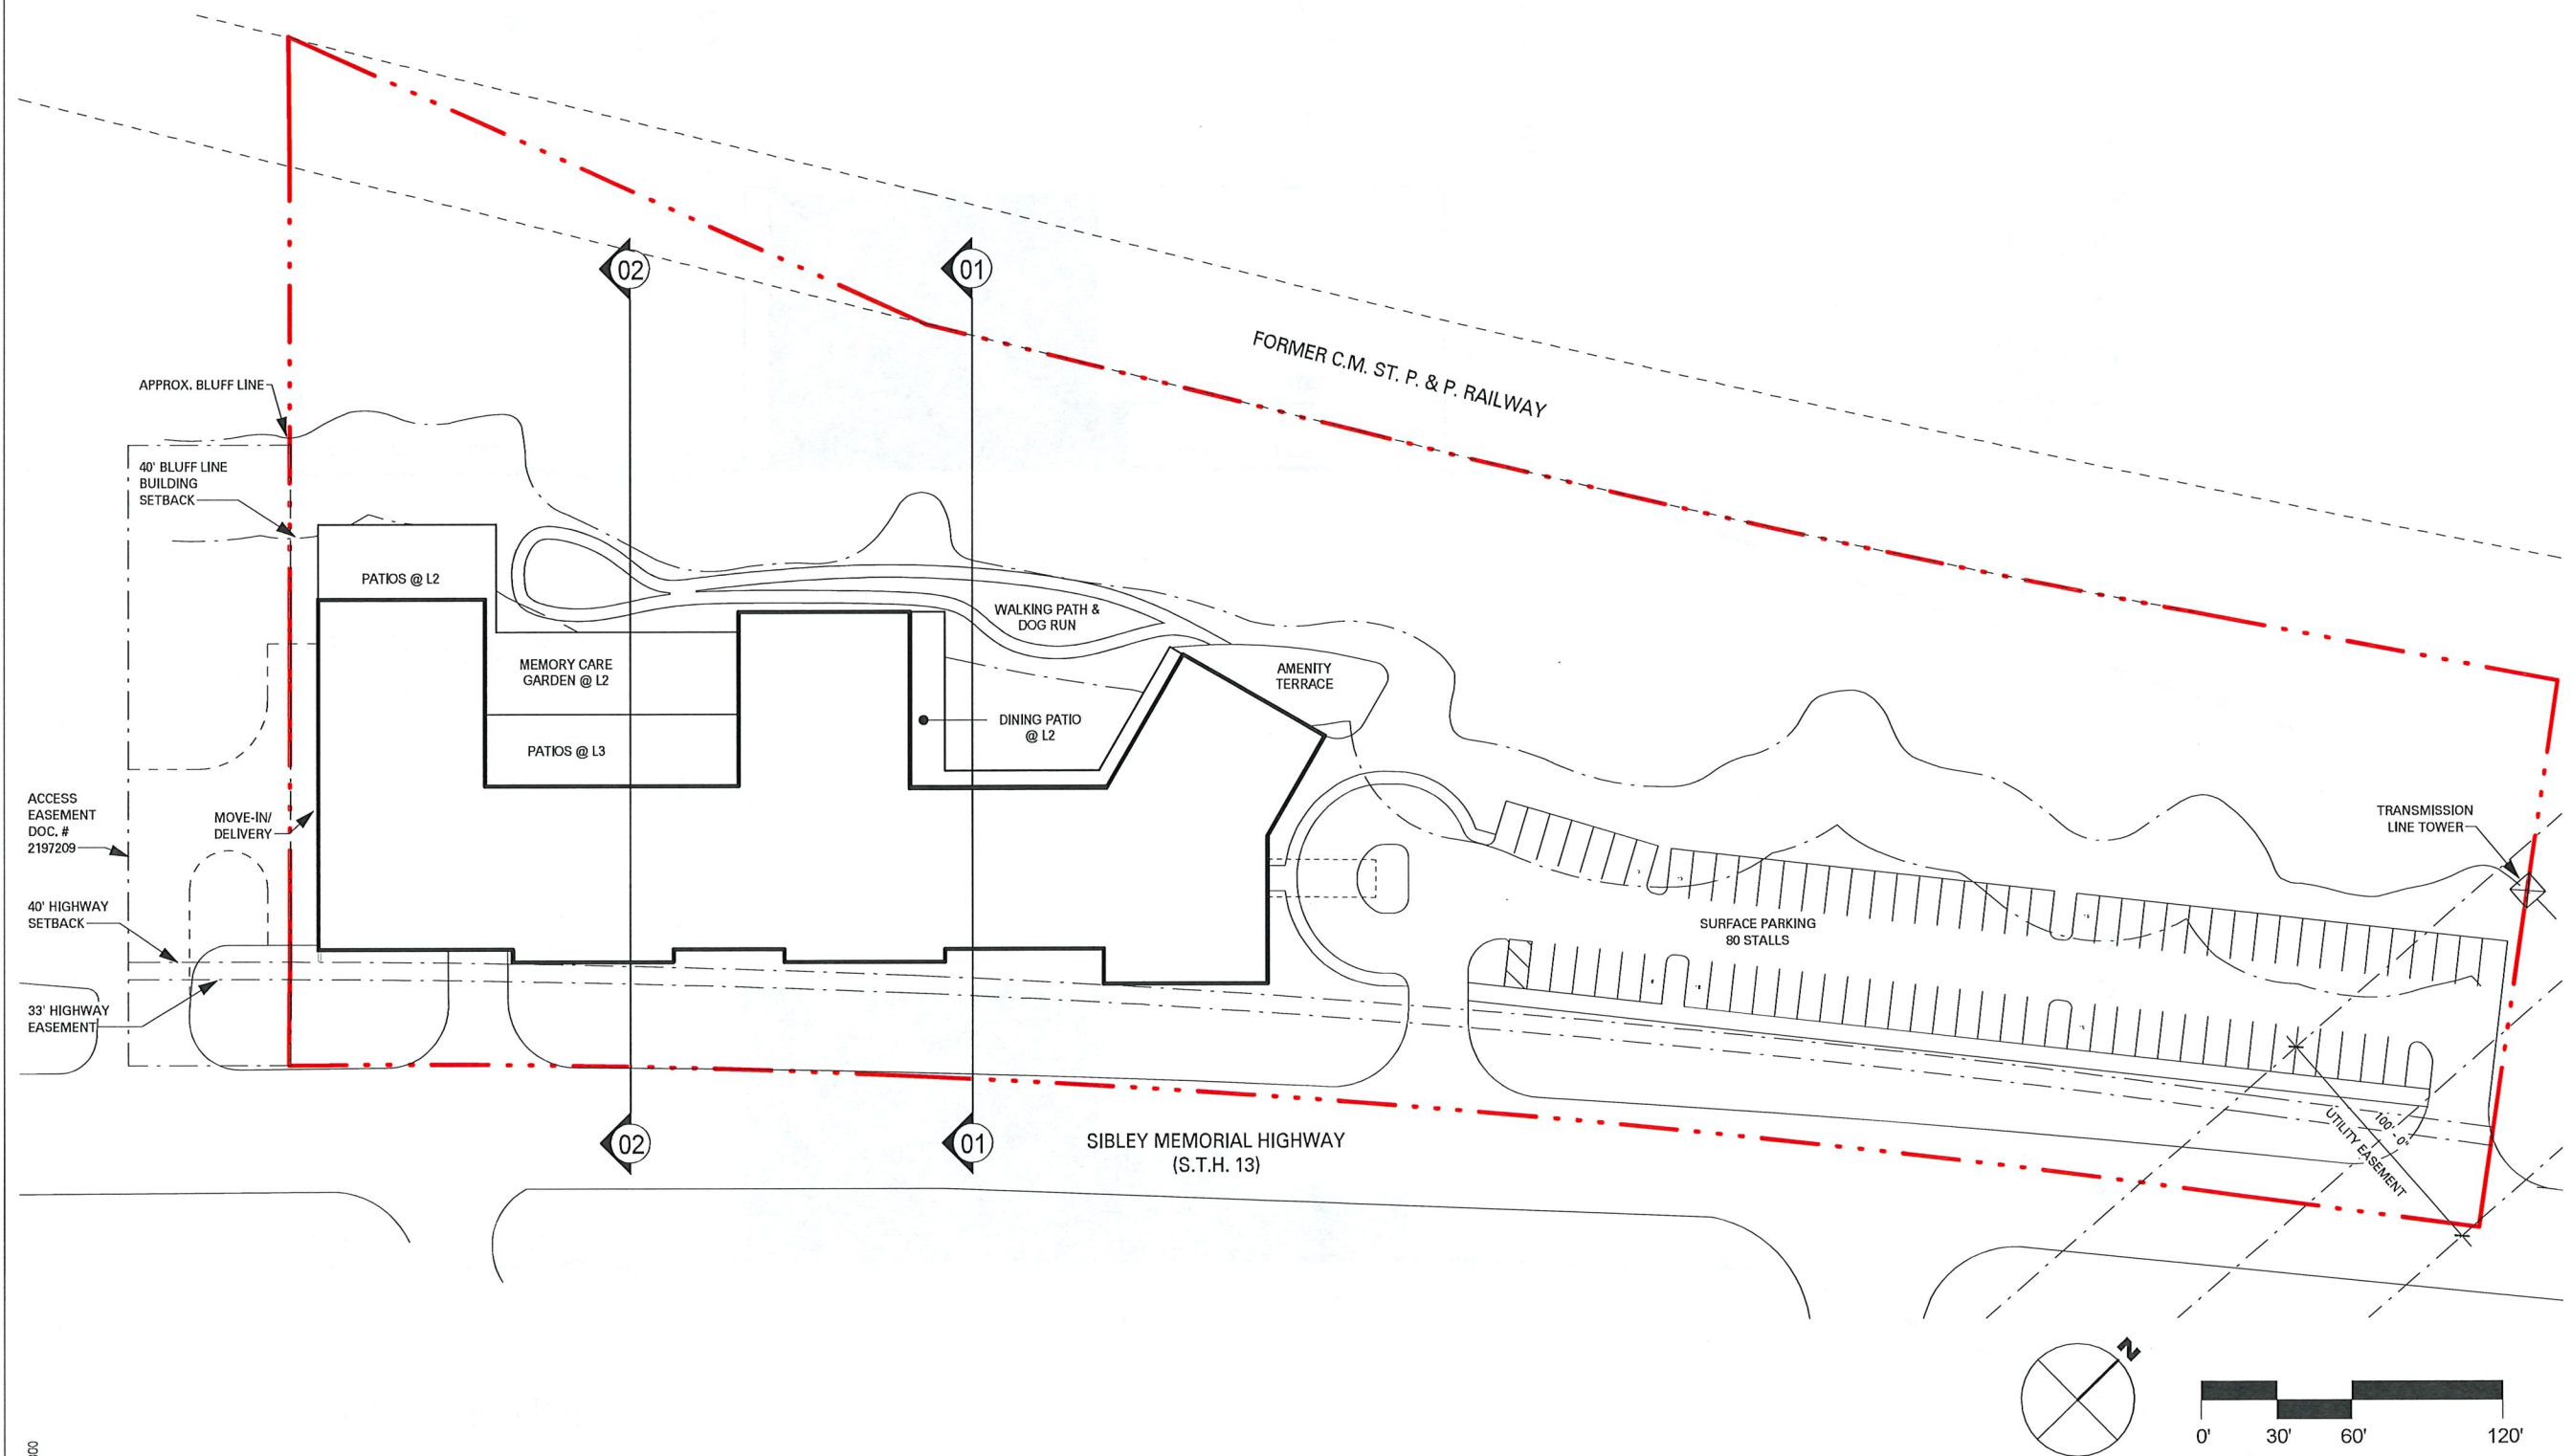 02
01
FORMER C.M. ST. P. & P. RAILWAY
APPROX. BLUFF LINE
40' BLUFF LINE
BUILDING
SETBACK
PATIOS @ L2
WALKING PATH &
DOG RUN
MEMORY CARE
GARDEN @ L2
AMENITY
TERRACE
DINING PATIO
@ L2
PATIOS @ L3
ACCESS
EASEMENT
DOC. #
2197209
MOVE-IN/
DELIVERY
TRANSMISSION
LINE TOWER
40' HIGHWAY
SETBACK
SURFACE PARKING
80 STALLS
33' HIGHWAY
EASEMENT
100' - 0"
UTILITY EASEMENT
02
01
SIBLEY MEMORIAL HIGHWAY
(S.T.H. 13)
N
0'
30'
60'
120'